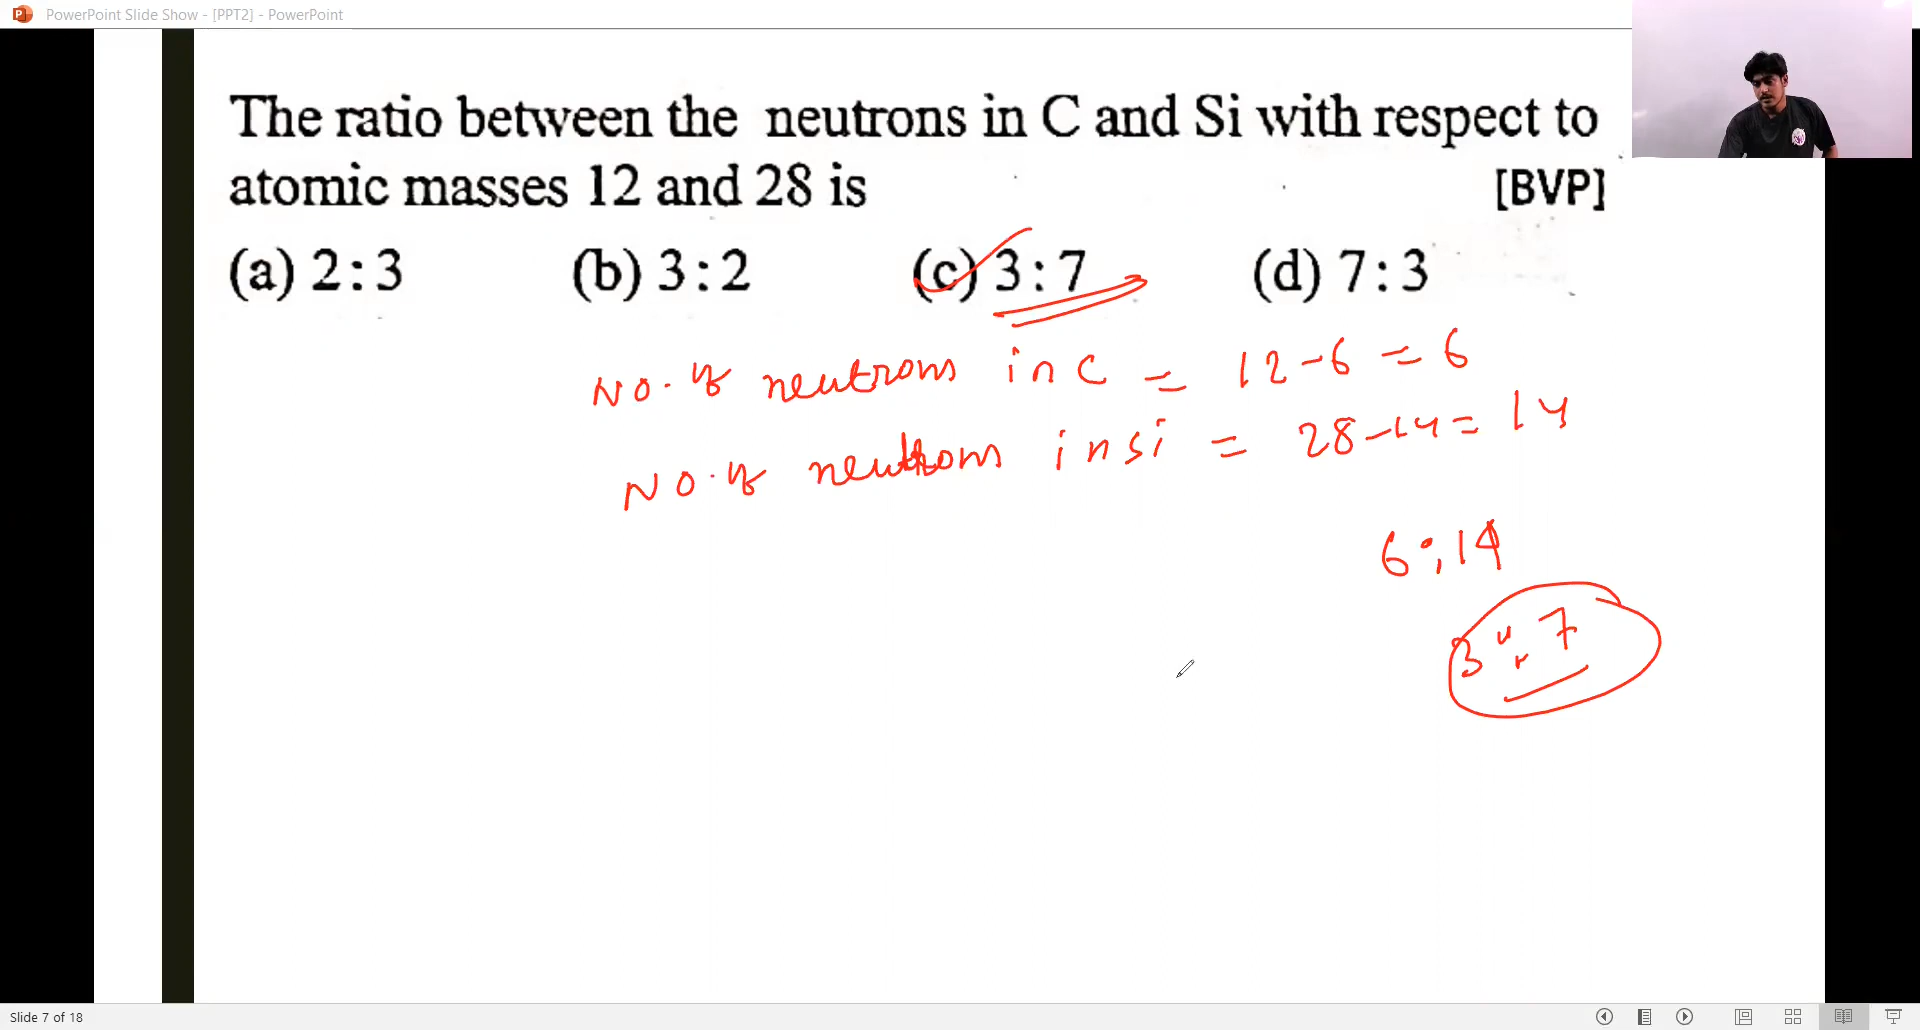 PowerPoint Slide Show - [PPT2] - PowerPoint
The ratio between the neutrons in C and Si with respect to
atomic masses 12 and 28 is [BVP]
(a) 2:3 (b) 3:2 (c) 3:7 (d) 7:3
No. of neutrons in C = 12-6 = 6
No. of neutrons in Si = 28-14 = 14
6:14
3:7
Slide 7 of 18